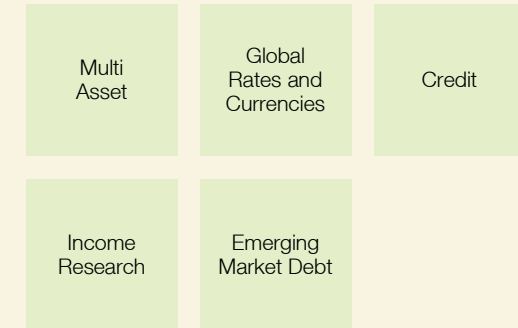 Multi
Asset
Global
Rates and
Currencies
Credit
Income
Research
Emerging
Market Debt